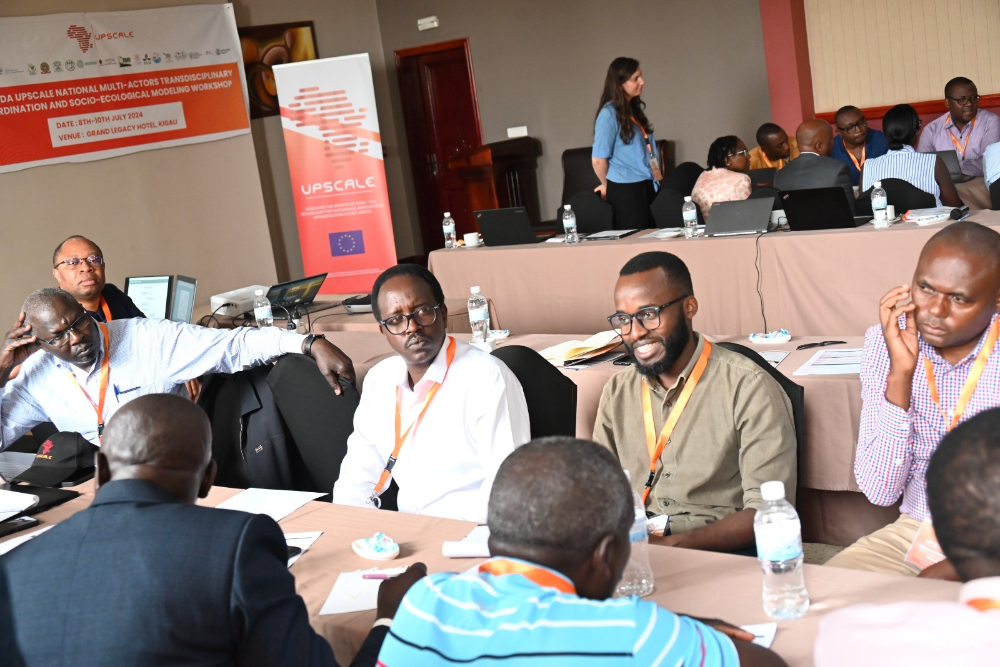 UPSCALE
TARI
SLU
DA UPSCALE NATIONAL MULTI-ACTORS TRANSDISCIPLINARY
RDINATION AND SOCIO-ECOLOGICAL MODELING WORKSHOP
DATE : 8TH-10TH JULY 2024
VENUE : GRAND LEGACY HOTEL, KIGALI
UPSCALE
UPSCALING THE BENEFITS OF PUSH - PULL
TECHNOLOGY FOR SUSTAINABLE AGRICULTURAL
INTENSIFICATION IN EAST AFRICA
UPSCALE